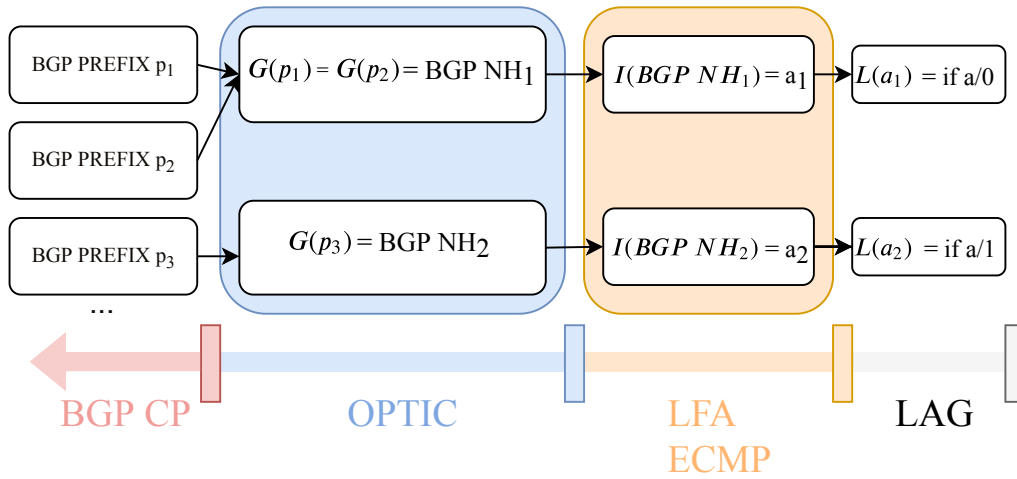 BGP PREFIX p₁
G(p₁) = G(p₂) = BGP NH₁
I(BGP NH₁) = a₁
L(a₁) = if a/0
BGP PREFIX p₂
BGP PREFIX p₃
G(p₃) = BGP NH₂
I(BGP NH₂) = a₂
L(a₂) = if a/1
...
BGP CP
OPTIC
LFA
ECMP
LAG